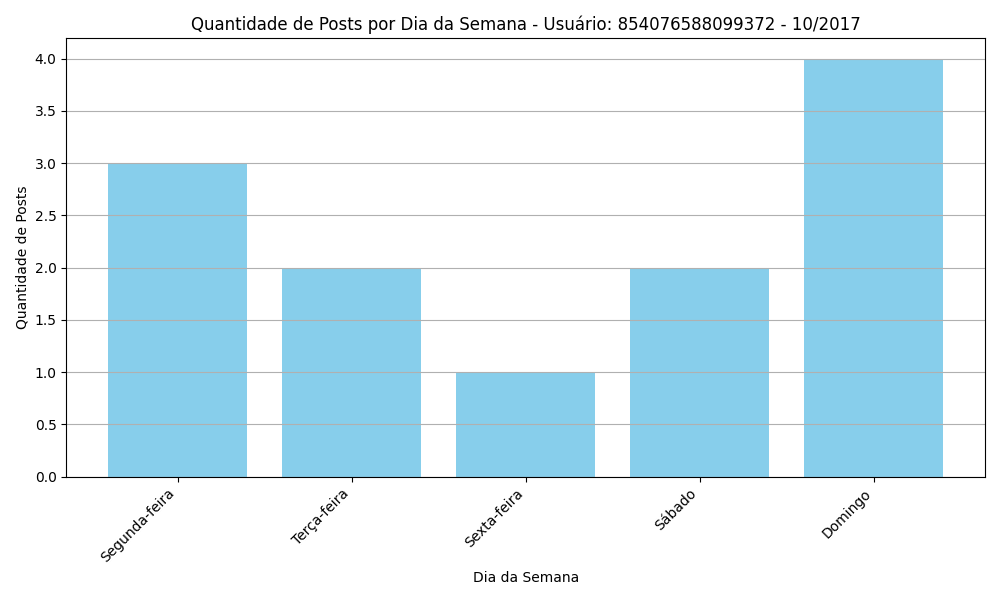 Quantidade de Posts por Dia da Semana - Usuário: 854076588099372 - 10/2017
Quantidade de Posts
4.0
3.5
3.0
2.5
2.0
1.5
1.0
0.5
0.0
Segunda-feira
Terça-feira
Sexta-feira
Sábado
Domingo
Dia da Semana